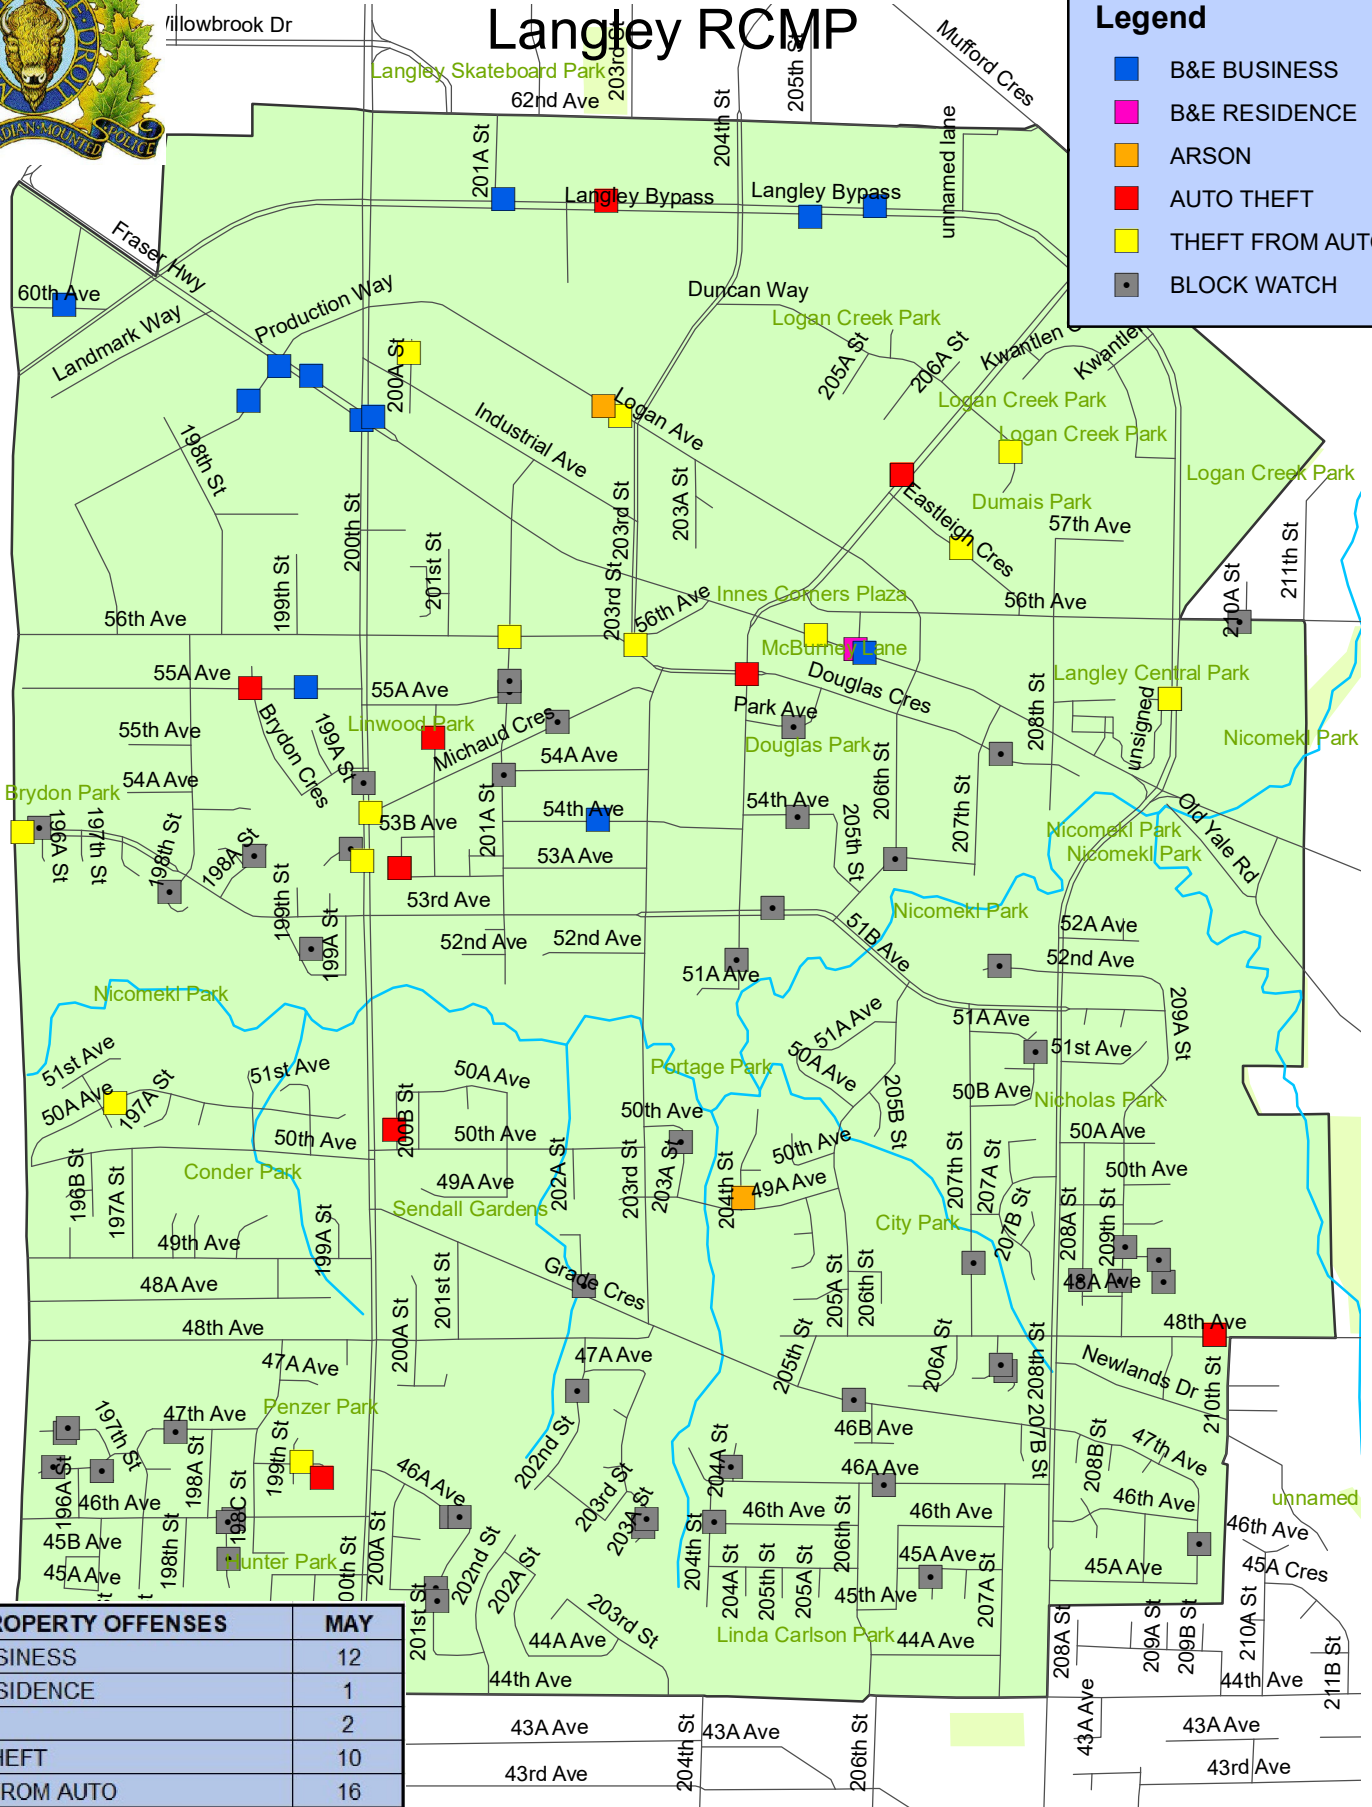 Langley RCMP
Willowbrook Dr
Langley Skateboard Park
203rd St
205th St
Mufford Cres
62nd Ave
201A St
204th St
unnamed lane
Legend
B&E BUSINESS
B&E RESIDENCE
ARSON
AUTO THEFT
THEFT FROM AUTO
BLOCK WATCH
DIAN MOUNTED
POLICE
Langley Bypass
Langley Bypass
Fraser Hwy
60th Ave
Landmark Way
Production Way
Duncan Way
Logan Creek Park
200A St
205A St
206A St
Kwantlen
Kwantlen
Logan Creek Park
Logan Ave
Industrial Ave
Logan Creek Park
Logan Creek Park
198th St
203A St
Dumais Park
Eastleigh Cres
57th Ave
200th St
203rd St
201st St
199th St
203rd St
211th St
210A St
56th Ave
56th Ave
Innes Corners Plaza
56th Ave
McBurney Lane
55A Ave
55A Ave
Douglas Cres
Langley Central Park
208th St
unsigned
Brydon Cres
199A St
Linwood Park
Michaud Cres
Park Ave
Douglas Park
Nicomekl Park
55th Ave
54A Ave
54A Ave
206th St
207th St
Brydon Park
196A St
197th St
198th St
198A St
53B Ave
201A St
54th Ave
54th Ave
205th St
Old Yale Rd
Nicomekl Park
Nicomekl Park
53A Ave
199th St
199A St
53rd Ave
Nicomekl Park
51B Ave
52A Ave
52nd Ave
52nd Ave
52nd Ave
51A Ave
Nicomekl Park
209A St
51A Ave
51A Ave
51st Ave
51st Ave
51st Ave
50A Ave
197A St
50A Ave
50A Ave
Portage Park
205B St
50B Ave
Nicholas Park
200B St
50th Ave
50th Ave
50th Ave
50th Ave
50A Ave
50th Ave
196B St
197A St
Conder Park
49A Ave
Sendall Gardens
202A St
203rd St
203A St
204th St
49A Ave
City Park
207th St
207A St
207B St
208A St
209th St
49th Ave
199A St
48A Ave
201st St
200A St
Grade Cres
205A St
206th St
48A Ave
48th Ave
48th Ave
47A Ave
47A Ave
205th St
206A St
208th St
207B St
Newlands Dr
210th St
Penzer Park
197th St
47th Ave
199th St
198A St
198C St
196A St
46th Ave
46A Ave
202nd St
203rd St
203A St
204A St
46B Ave
46A Ave
208B St
47th Ave
46th Ave
46th Ave
46th Ave
unnamed
46th Ave
45B Ave
45A Ave
198th St
Hunter Park
200A St
202nd St
202A St
204th St
204A St
205th St
205A St
206th St
45A Ave
45th Ave
207A St
45A Ave
45A Cres
201st St
203rd St
44A Ave
44th Ave
Linda Carlson Park
44A Ave
208A St
209A St
209B St
210A St
44th Ave
211B St
ROPERTY OFFENSES MAY
SINESS 12
SIDENCE 1
2
HEFT 10
ROM AUTO 16
43A Ave
204th St
43A Ave
206th St
43A Ave
43A Ave
43rd Ave
43rd Ave